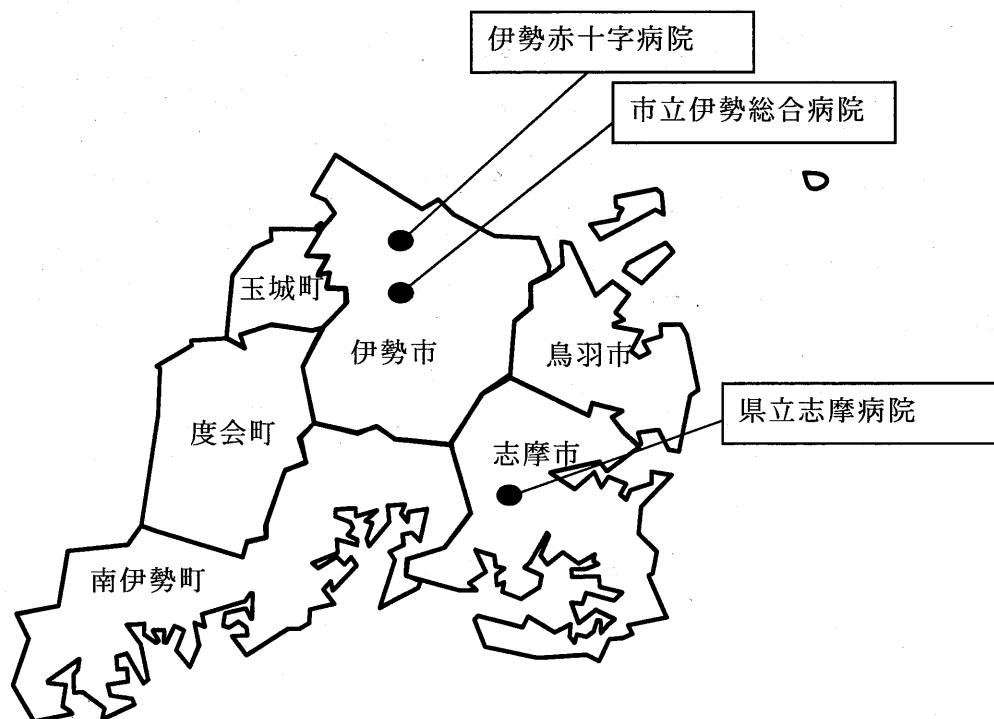 伊勢赤十字病院
市立伊勢総合病院
玉城町
伊勢市
鳥羽市
県立志摩病院
度会町
志摩市
南伊勢町